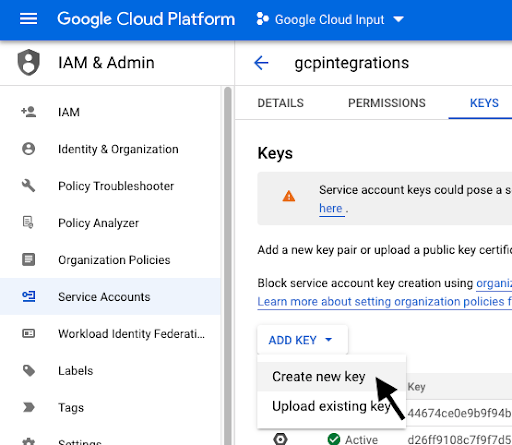 Google Cloud Platform
Google Cloud Input
IAM & Admin
IAM
Identity & Organization
Policy Troubleshooter
Policy Analyzer
Organization Policies
Service Accounts
Workload Identity Federati...
Labels
Tags
Settings
gcpintegrations
DETAILS PERMISSIONS KEYS
Keys
Service account keys could pose a s
here .
Add a new key pair or upload a public key certific
Block service account key creation using organiz
Learn more about setting organization policies f
ADD KEY
Create new key
Upload existing key
Key
44674ce0e9b9f94b
Active d26ff9108c7f9f7d5